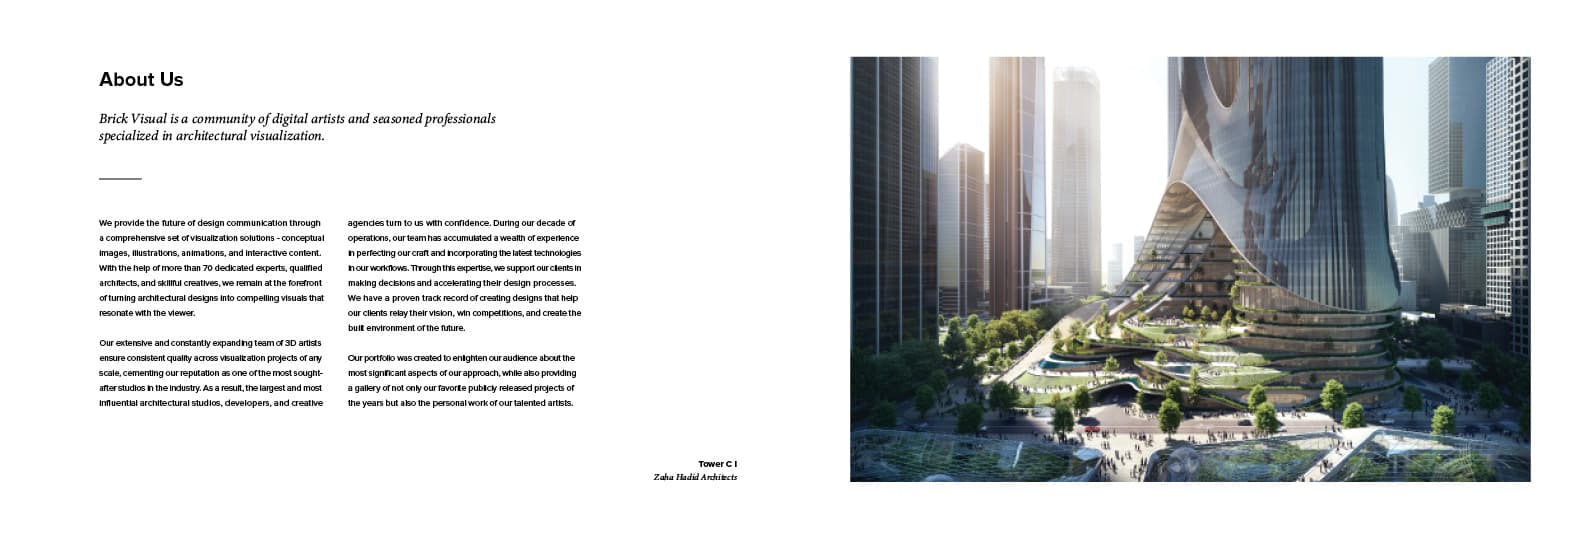 About Us
Brick Visual is a community of digital artists and seasoned professionals
specialized in architectural visualization.
We provide the future of design communication through
a comprehensive set of visualization solutions - conceptual
images, illustrations, animations, and interactive content.
With the help of more than 70 dedicated experts, qualified
architects, and skillful creatives, we remain at the forefront
of turning architectural designs into compelling visuals that
resonate with the viewer.
Our extensive and constantly expanding team of 3D artists
ensure consistent quality across visualization projects of any
scale, cementing our reputation as one of the most sought-
after studios in the industry. As a result, the largest and most
influential architectural studios, developers, and creative
agencies turn to us with confidence. During our decade of
operations, our team has accumulated a wealth of experience
in perfecting our craft and incorporating the latest technologies
in our workflows. Through this expertise, we support our clients in
making decisions and accelerating their design processes.
We have a proven track record of creating designs that help
our clients relay their vision, win competitions, and create the
built environment of the future.
Our portfolio was created to enlighten our audience about the
most significant aspects of our approach, while also providing
a gallery of not only our favorite publicly released projects of
the years but also the personal work of our talented artists.
Tower C I
Zaha Hadid Architects